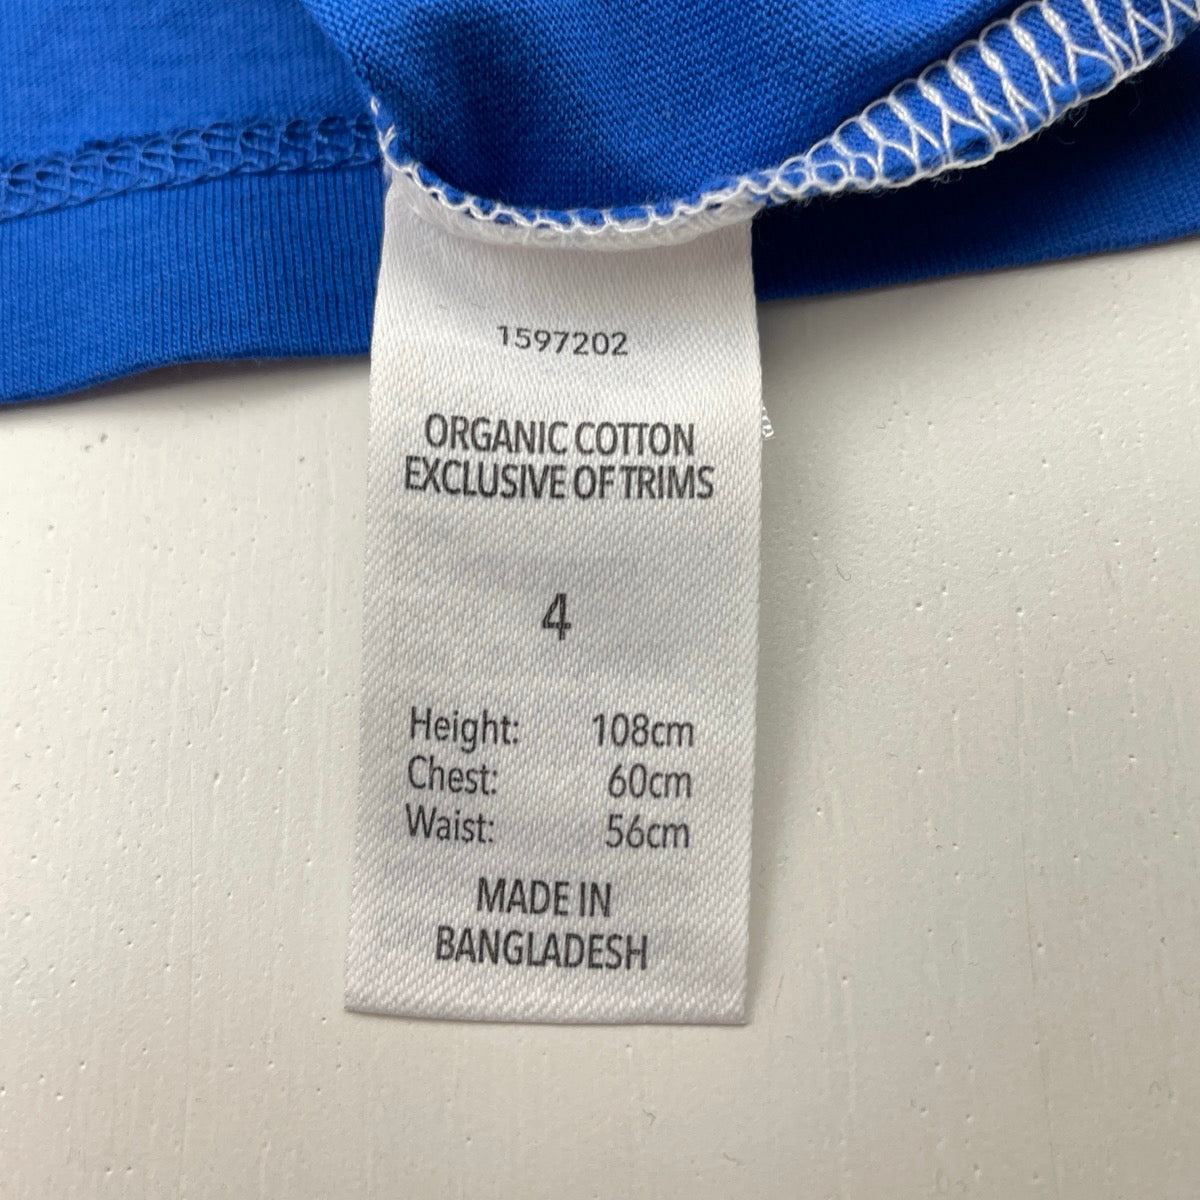 1597202
ORGANIC COTTON
EXCLUSIVE OF TRIMS
4
Height: 108cm
Chest: 60cm
Waist: 56cm
MADE IN
BANGLADESH